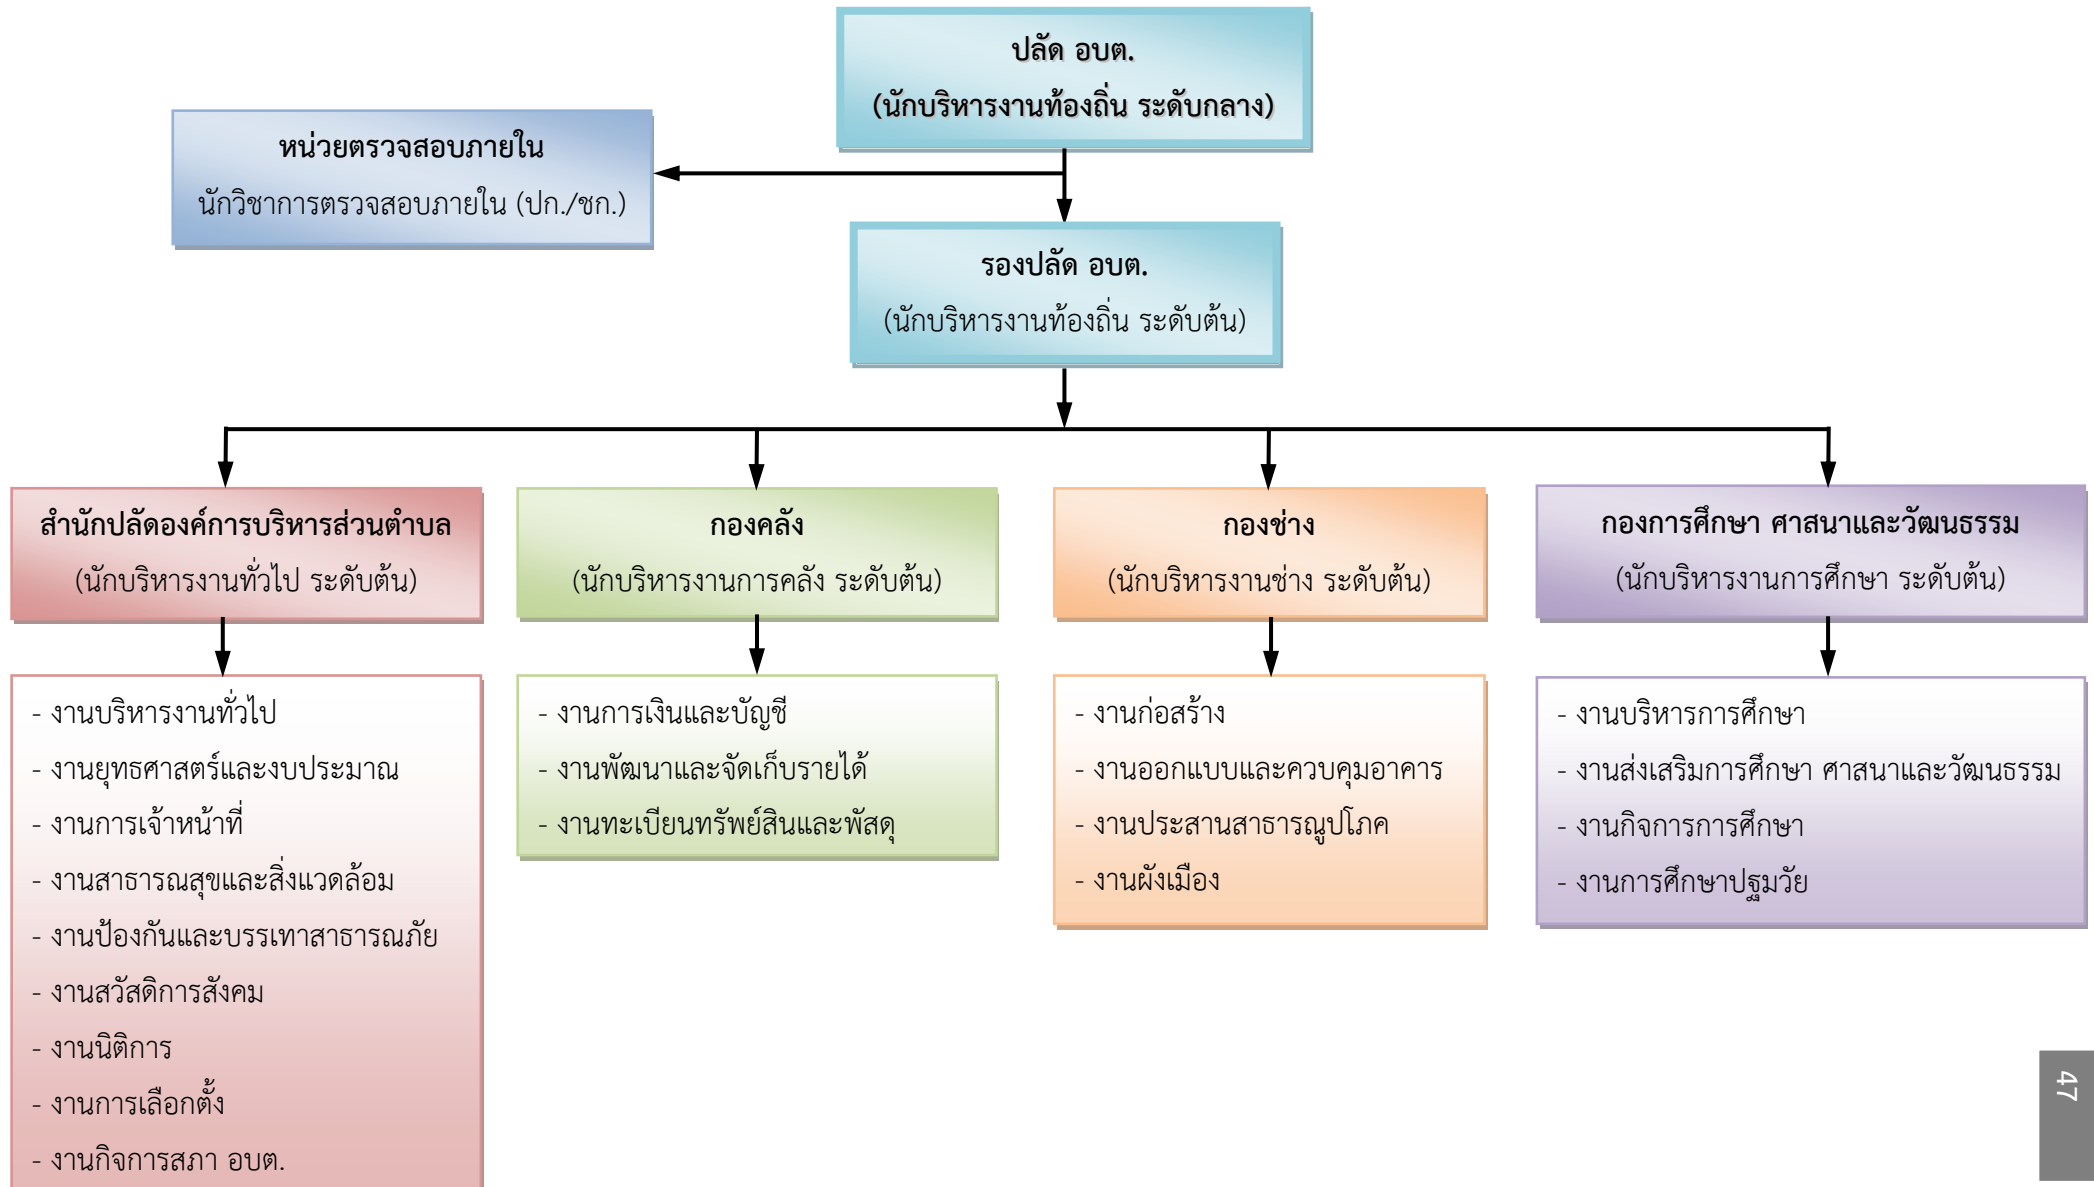 ปลัด อบต.
(นักบริหารงานท้องถิ่น ระดับกลาง)
หน่วยตรวจสอบภายใน
นักวิชาการตรวจสอบภายใน (ปก./ชก.)
รองปลัด อบต.
(นักบริหารงานท้องถิ่น ระดับต้น)
สำนักปลัดองค์การบริหารส่วนตำบล
(นักบริหารงานทั่วไป ระดับต้น)
กองคลัง
(นักบริหารงานการคลัง ระดับต้น)
กองช่าง
(นักบริหารงานช่าง ระดับต้น)
กองการศึกษา ศาสนาและวัฒนธรรม
(นักบริหารงานการศึกษา ระดับต้น)
- งานบริหารงานทั่วไป
- งานยุทธศาสตร์และงบประมาณ
- งานการเจ้าหน้าที่
- งานสาธารณสุขและสิ่งแวดล้อม
- งานป้องกันและบรรเทาสาธารณภัย
- งานสวัสดิการสังคม
- งานนิติการ
- งานการเลือกตั้ง
- งานกิจการสภา อบต.
- งานการเงินและบัญชี
- งานพัฒนาและจัดเก็บรายได้
- งานทะเบียนทรัพย์สินและพัสดุ
- งานก่อสร้าง
- งานออกแบบและควบคุมอาคาร
- งานประสานสาธารณูปโภค
- งานผังเมือง
- งานบริหารการศึกษา
- งานส่งเสริมการศึกษา ศาสนาและวัฒนธรรม
- งานกิจการการศึกษา
- งานการศึกษาปฐมวัย
47